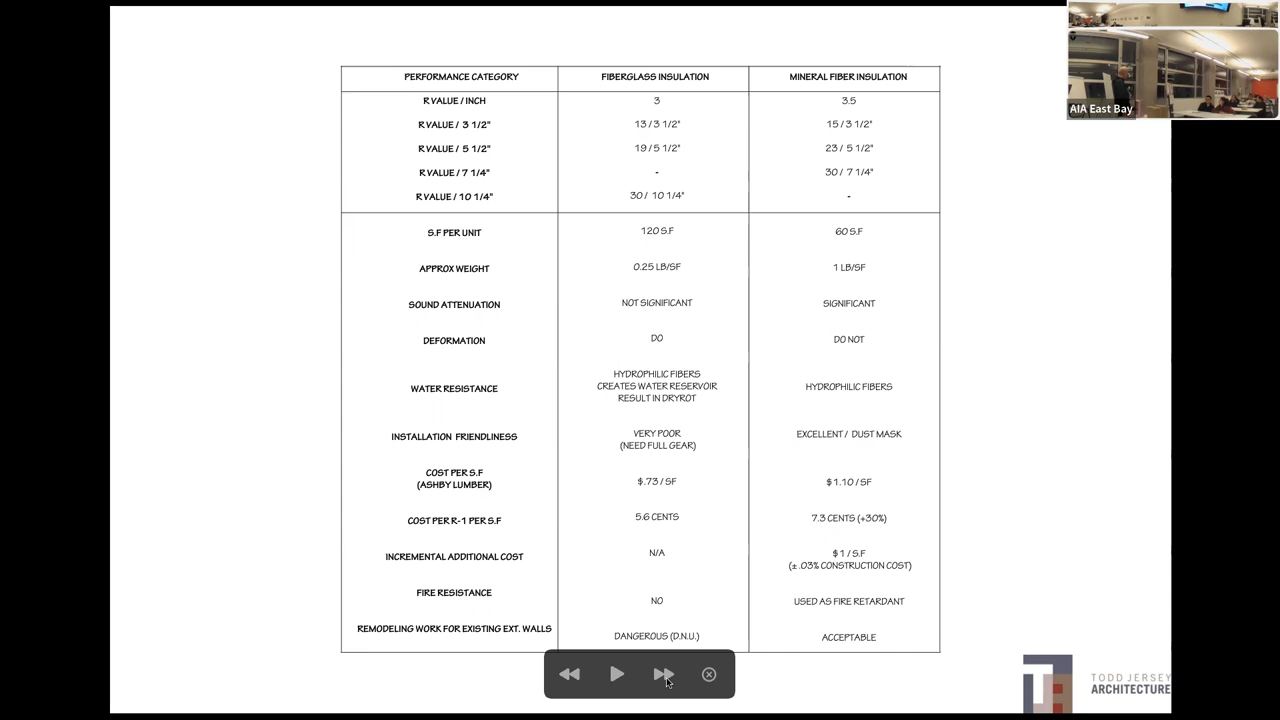 AIA East Bay
PERFORMANCE CATEGORY FIBERGLASS INSULATION MINERAL FIBER INSULATION
R VALUE / INCH 3 3.5
R VALUE / 3 1/2" 13 / 3 1/2" 15 / 3 1/2"
R VALUE / 5 1/2" 19 / 5 1/2" 23 / 5 1/2"
R VALUE / 7 1/4" - 30 / 7 1/4"
R VALUE / 10 1/4" 30 / 10 1/4" -
S.F PER UNIT 120 S.F 60 S.F
APPROX WEIGHT 0.25 LB/SF 1 LB/SF
SOUND ATTENUATION NOT SIGNIFICANT SIGNIFICANT
DEFORMATION DO DO NOT
WATER RESISTANCE
HYDROPHILIC FIBERS
CREATES WATER RESERVOIR
RESULT IN DRYROT
HYDROPHILIC FIBERS
INSTALLATION FRIENDLINESS
VERY POOR
(NEED FULL GEAR)
EXCELLENT / DUST MASK
COST PER S.F
(ASHBY LUMBER)
$.73 / SF
$1.10 / SF
COST PER R-1 PER S.F 5.6 CENTS 7.3 CENTS (+30%)
INCREMENTAL ADDITIONAL COST N/A
$1 / S.F
(± .03% CONSTRUCTION COST)
FIRE RESISTANCE NO USED AS FIRE RETARDANT
REMODELING WORK FOR EXISTING EXT. WALLS DANGEROUS (D.N.U.) ACCEPTABLE
TODD JERSEY
ARCHITECTURE